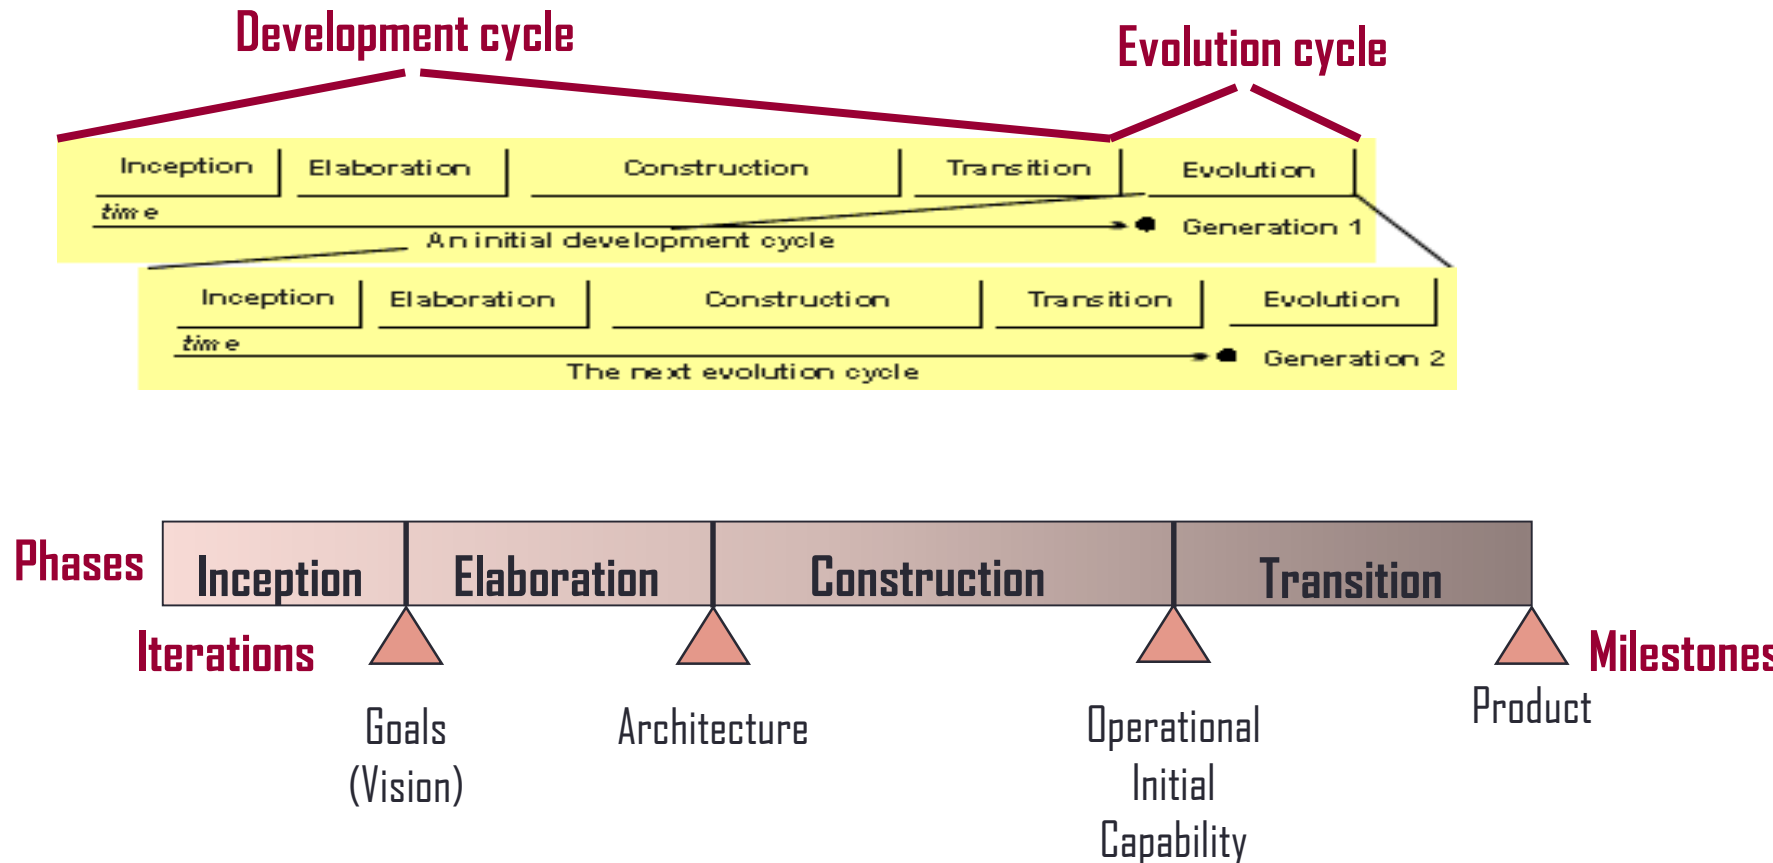 Development cycle
Evolution cycle
Inception Elaboration Construction Transition Evolution
time
Generation 1
An initial development cycle
Inception Elaboration Construction Transition Evolution
time
Generation 2
The next evolution cycle
Phases
Inception Elaboration Construction Transition
Iterations
Milestones
Goals
(Vision)
Architecture
Operational
Initial
Capability
Product